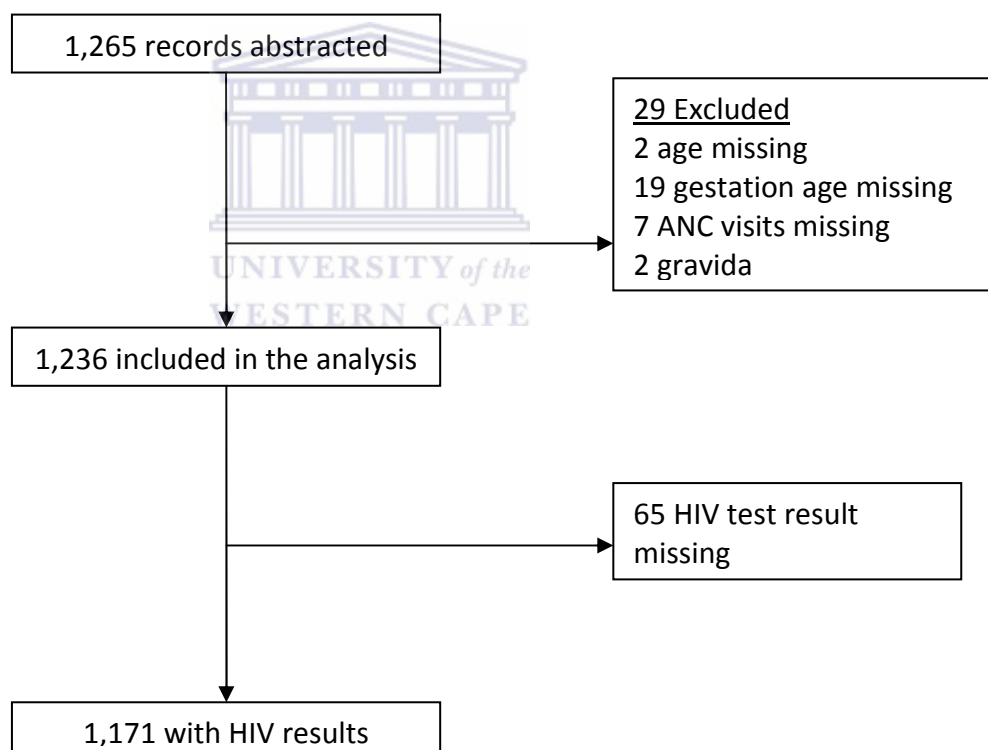 1,265 records abstracted
29 Excluded
2 age missing
19 gestation age missing
7 ANC visits missing
2 gravida
UNIVERSITY of the
WESTERN CAPE
1,236 included in the analysis
65 HIV test result
missing
1,171 with HIV results